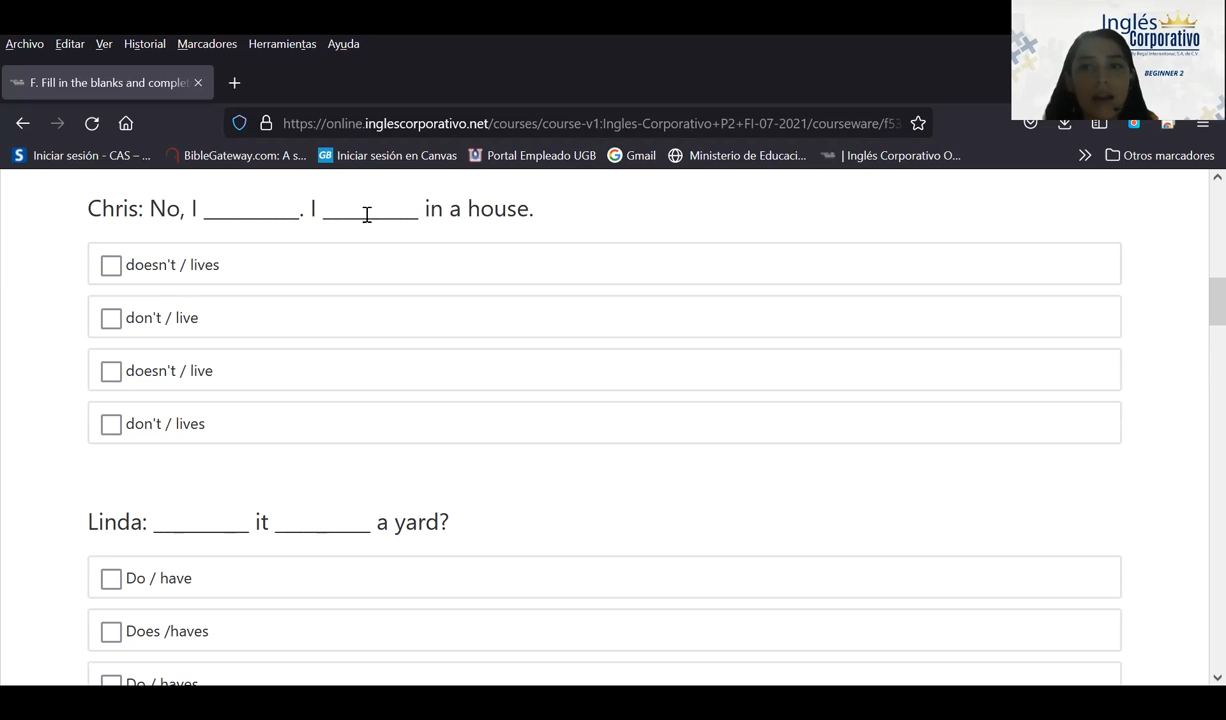 Inglés
Corporativo
BEGINNER 2
Archivo Editar Ver Historial Marcadores Herramientas Ayuda
F. Fill in the blanks and complet
https://online.inglescorporativo.net/courses/course-v1:Ingles-Corporativo+P2+FI-07-2021/courseware/f53
Iniciar sesión - CAS – ... BibleGateway.com: A s... Iniciar sesión en Canvas Portal Empleado UGB Gmail Ministerio de Educaci... | Inglés Corporativo O... Otros marcadores
Chris: No, I _________. I _________ in a house.
doesn't / lives
don't / live
doesn't / live
don't / lives
Linda: _________ it _________ a yard?
Do / have
Does /haves
Do / haves